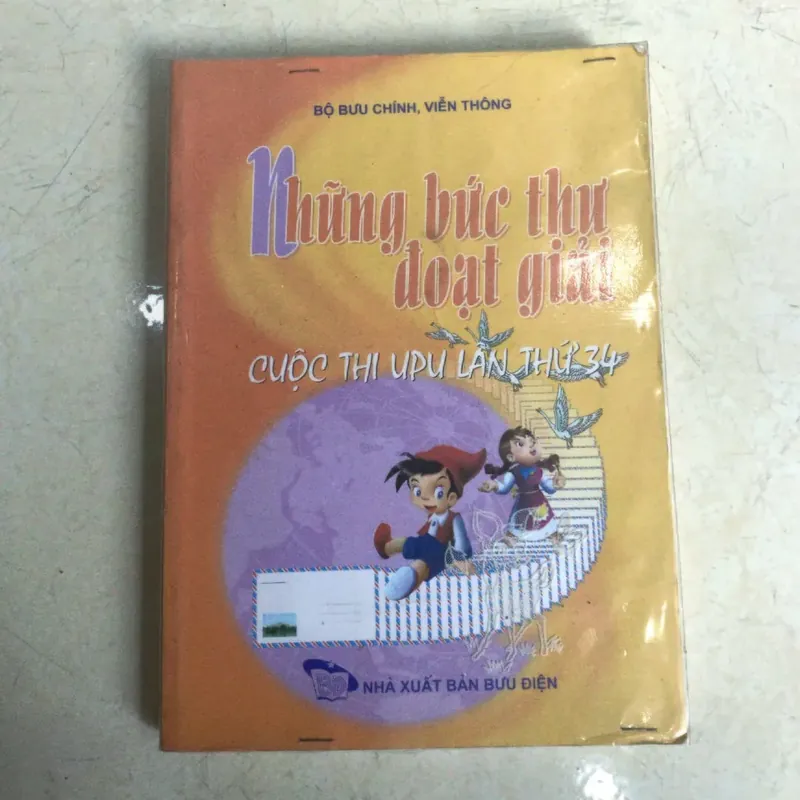 BỘ BƯU CHÍNH, VIỄN THÔNG
Những bức thư
đoạt giải
CUỘC THI UPU LẦN THỨ 34
NHÀ XUẤT BẢN BƯU ĐIỆN